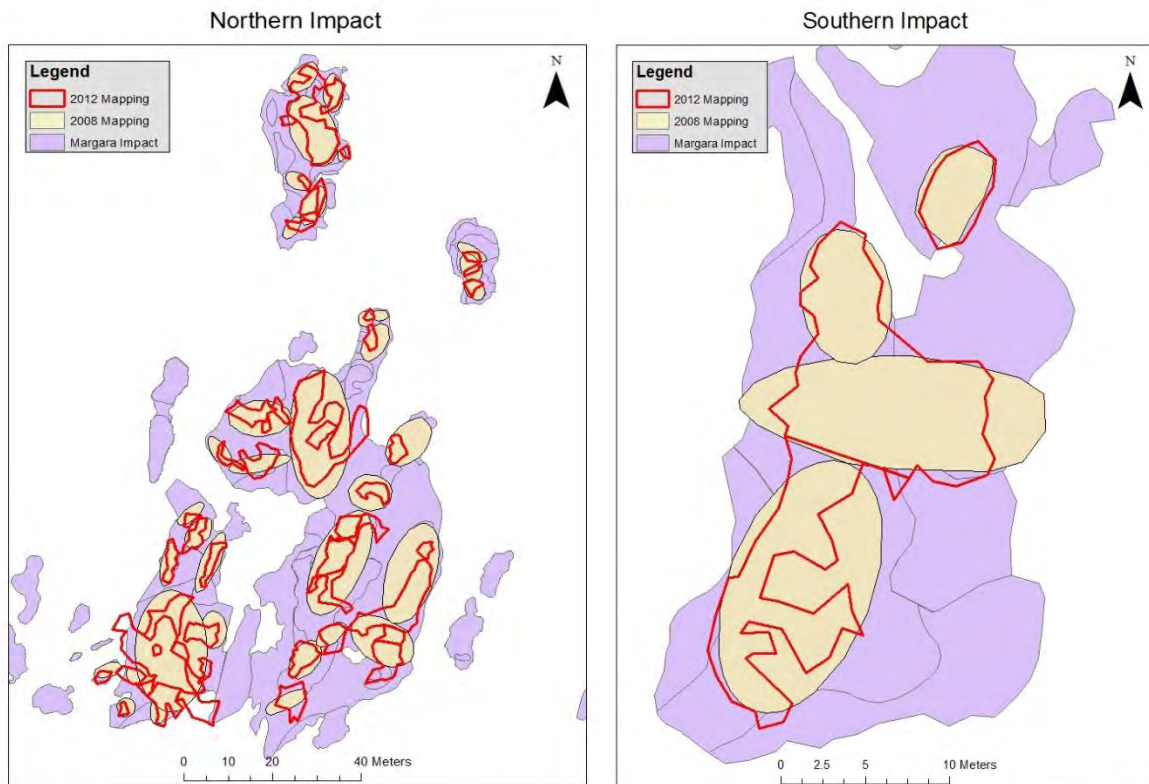 Northern Impact
Legend
2012 Mapping
2008 Mapping
Margara Impact
N
0 10 20 40 Meters
Southern Impact
Legend
2012 Mapping
2008 Mapping
Margara Impact
N
0 2.5 5 10 Meters